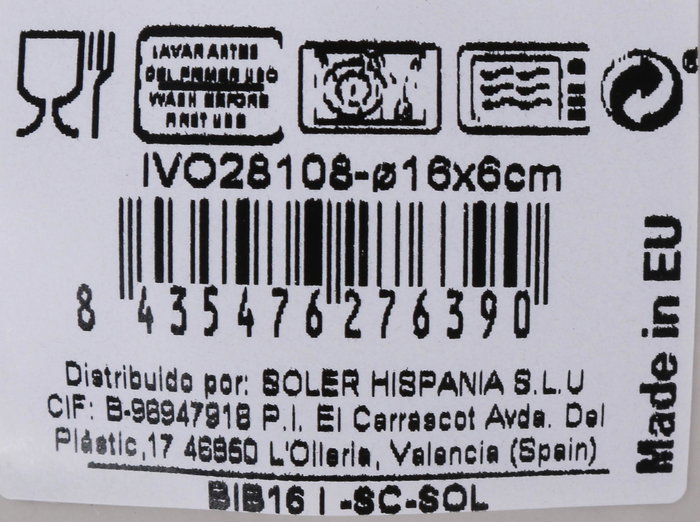 LAVAR ANTES
DEL PRIMER USO
WASH BEFORE
FIRST USE
IVO28108-ø16x6cm
8 435476 276390
Made in EU
Distribuido por: SOLER HISPANIA S.L.U
CIF: B-96947918 P.I. El Carrascot Avda. Del
Plástic,17 46850 L'Olleria, Valencia (Spain)
BIB16 I -SC-SOL